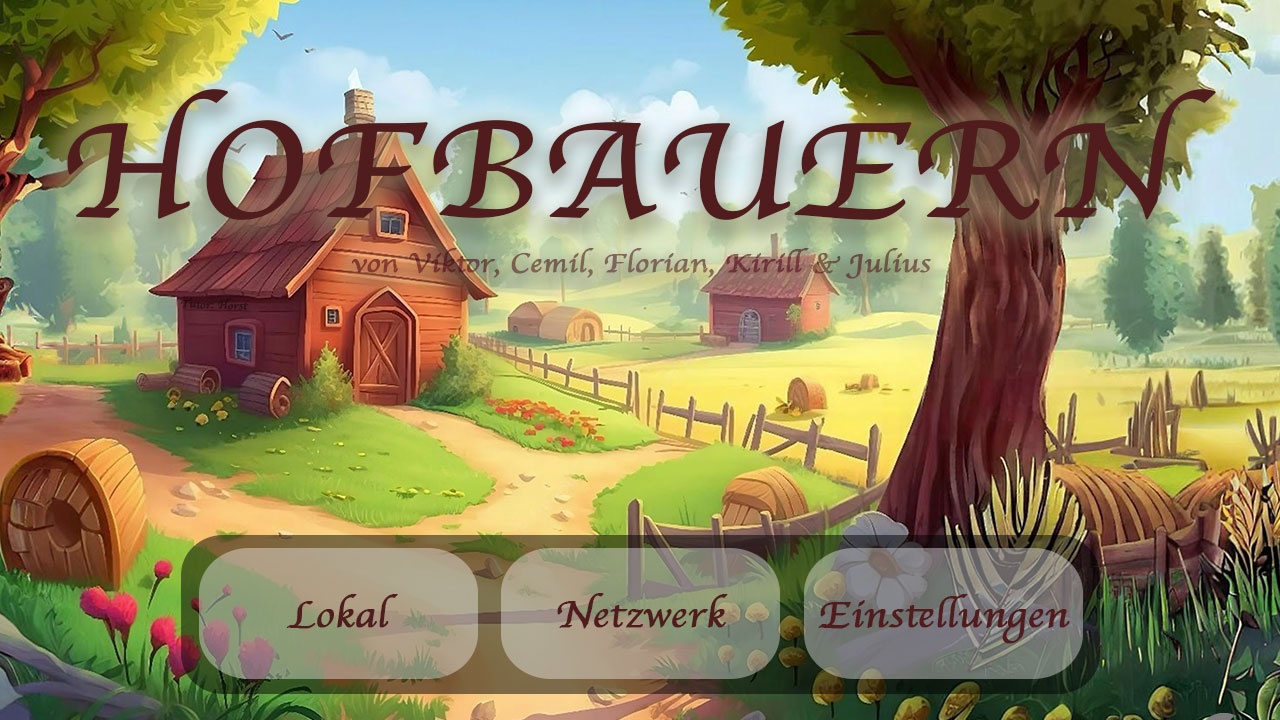 HOFBAUERN
von Viktor, Cemil, Florian, Kirill & Julius
Lokal
Netzwerk
Einstellungen